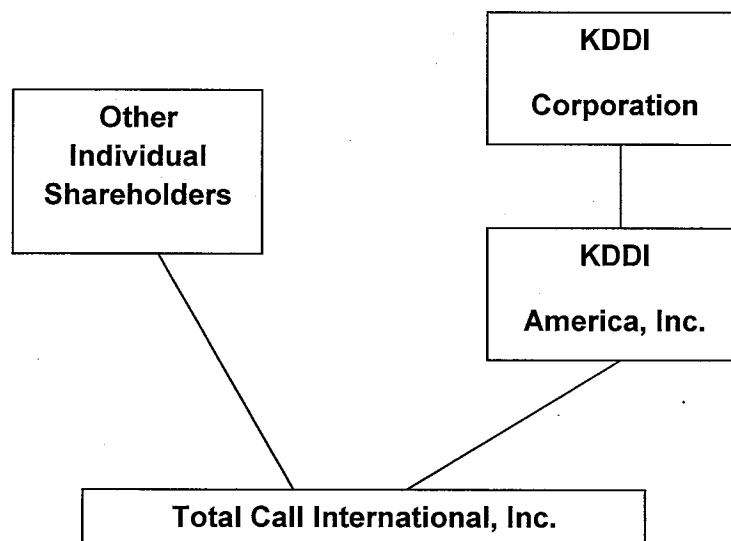 KDDI
Corporation
Other
Individual
Shareholders
KDDI
America, Inc.
Total Call International, Inc.